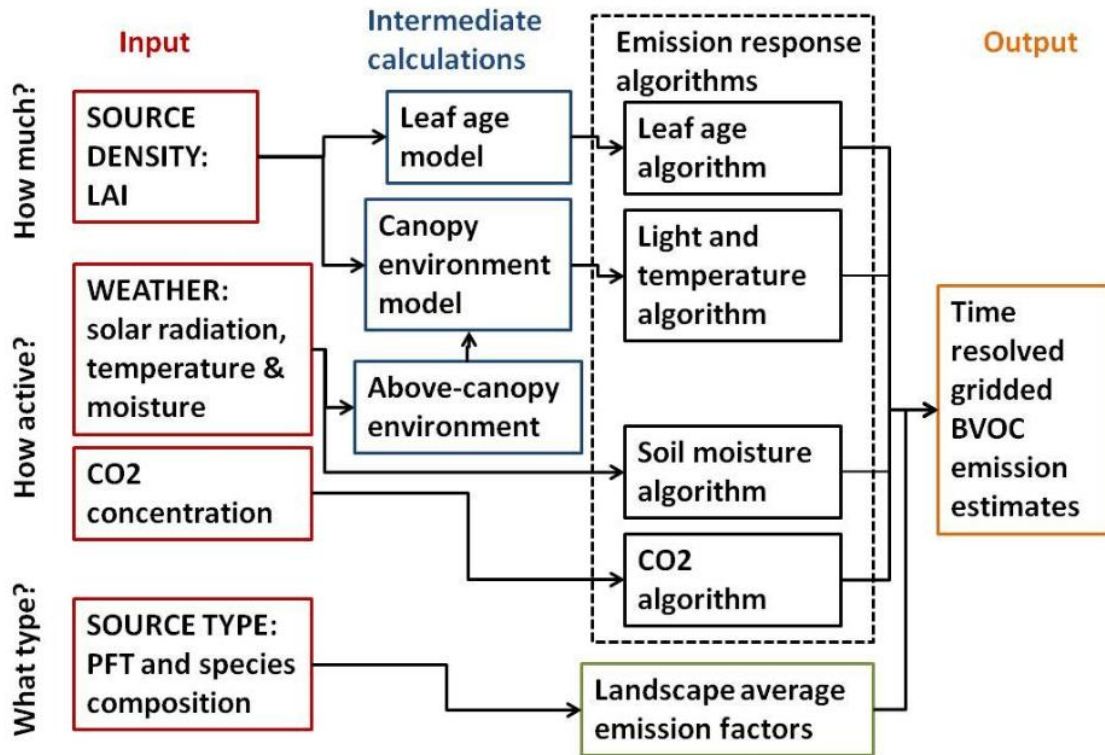 Input
Intermediate
calculations
Emission response
algorithms
Output
How much?
SOURCE
DENSITY:
LAI
Leaf age
model
Leaf age
algorithm
Canopy
environment
model
Light and
temperature
algorithm
How active?
WEATHER:
solar radiation,
temperature &
moisture
Above-canopy
environment
Soil moisture
algorithm
CO2
concentration
CO2
algorithm
Time
resolved
gridded
BVOC
emission
estimates
What type?
SOURCE TYPE:
PFT and species
composition
Landscape average
emission factors